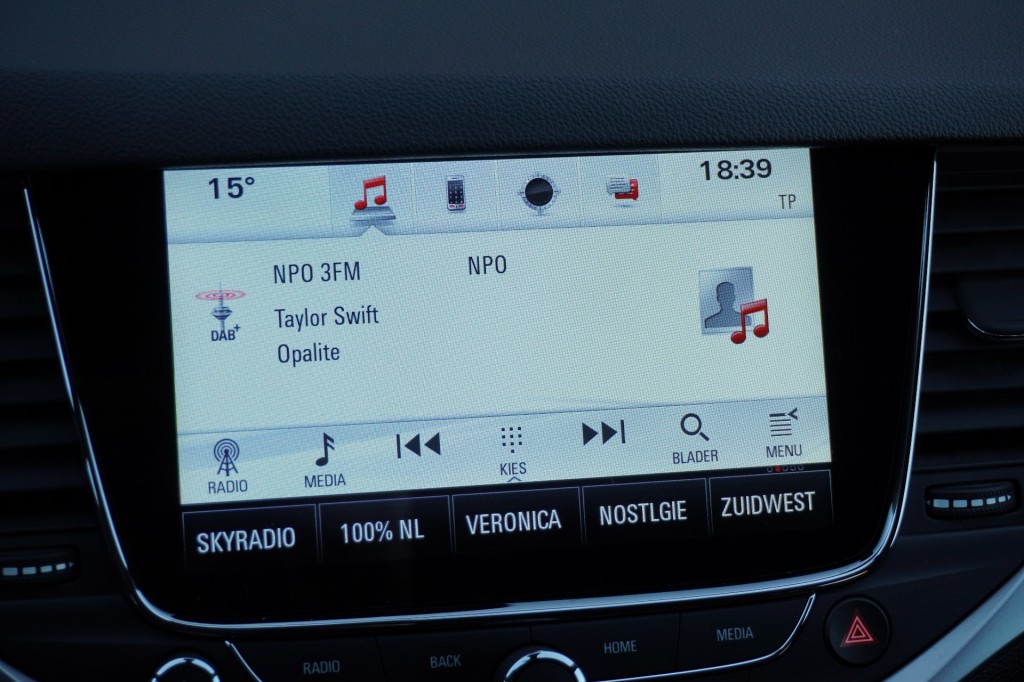 15° 18:39
TP
NPO 3FM NPO
DAB+
Taylor Swift
Opalite
RADIO MEDIA KIES BLADER MENU
SKYRADIO 100% NL VERONICA NOSTLGIE ZUIDWEST
RADIO BACK HOME MEDIA